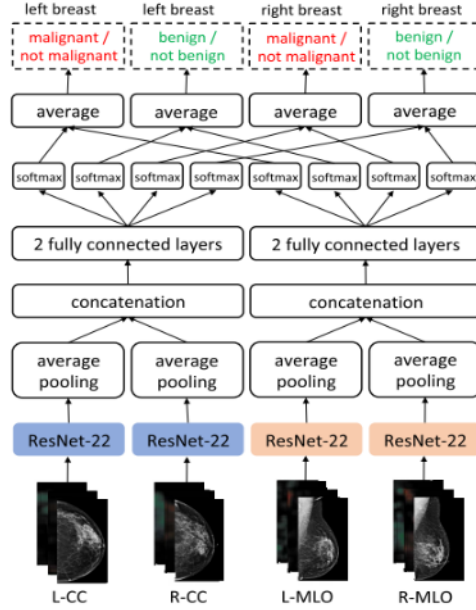 left breast left breast right breast right breast
malignant / benign / malignant / benign /
not malignant not benign not malignant not benign
average average average average
softmax softmax softmax softmax softmax softmax softmax softmax
2 fully connected layers 2 fully connected layers
concatenation concatenation
average average average average
pooling pooling pooling pooling
ResNet-22 ResNet-22 ResNet-22 ResNet-22
L-CC R-CC L-MLO R-MLO